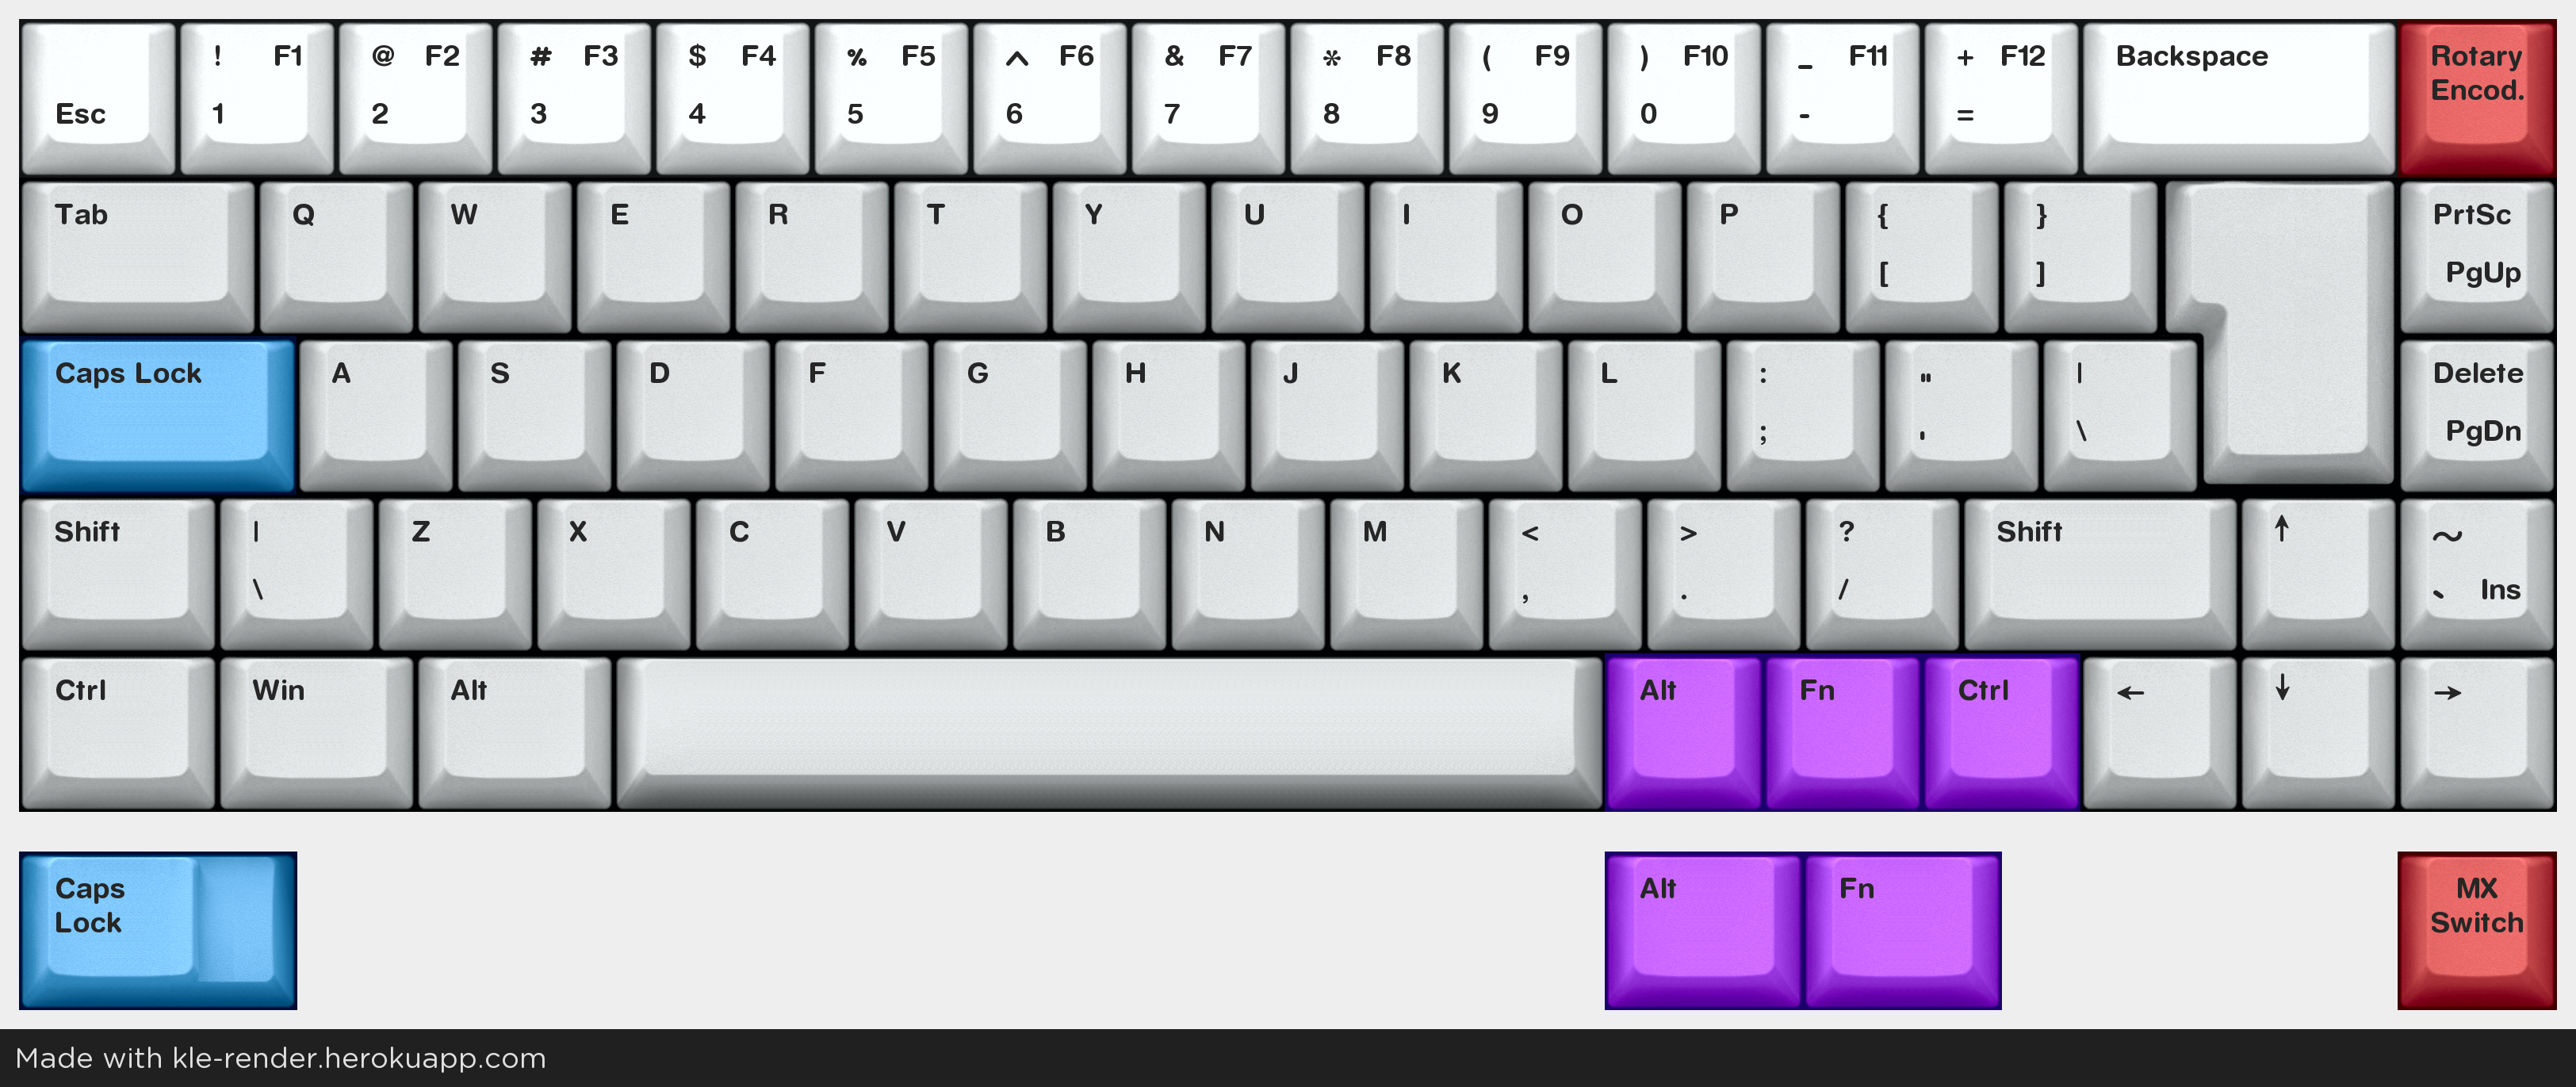 ! F1 @ F2 # F3 $ F4 % F5 ^ F6 & F7 * F8 ( F9 ) F10 _ F11 + F12 Backspace Rotary
Encod.
Esc 1 2 3 4 5 6 7 8 9 0 - =
Tab Q W E R T Y U I O P { } PrtSc
[ ] PgUp
Caps Lock A S D F G H J K L : " | Delete
; ' \ PgDn
Shift | Z X C V B N M < > ? Shift ↑ ~
\ , . / ` Ins
Ctrl Win Alt Alt Fn Ctrl ← ↓ →
Caps Alt Fn MX
Lock Switch
Made with kle-render.herokuapp.com